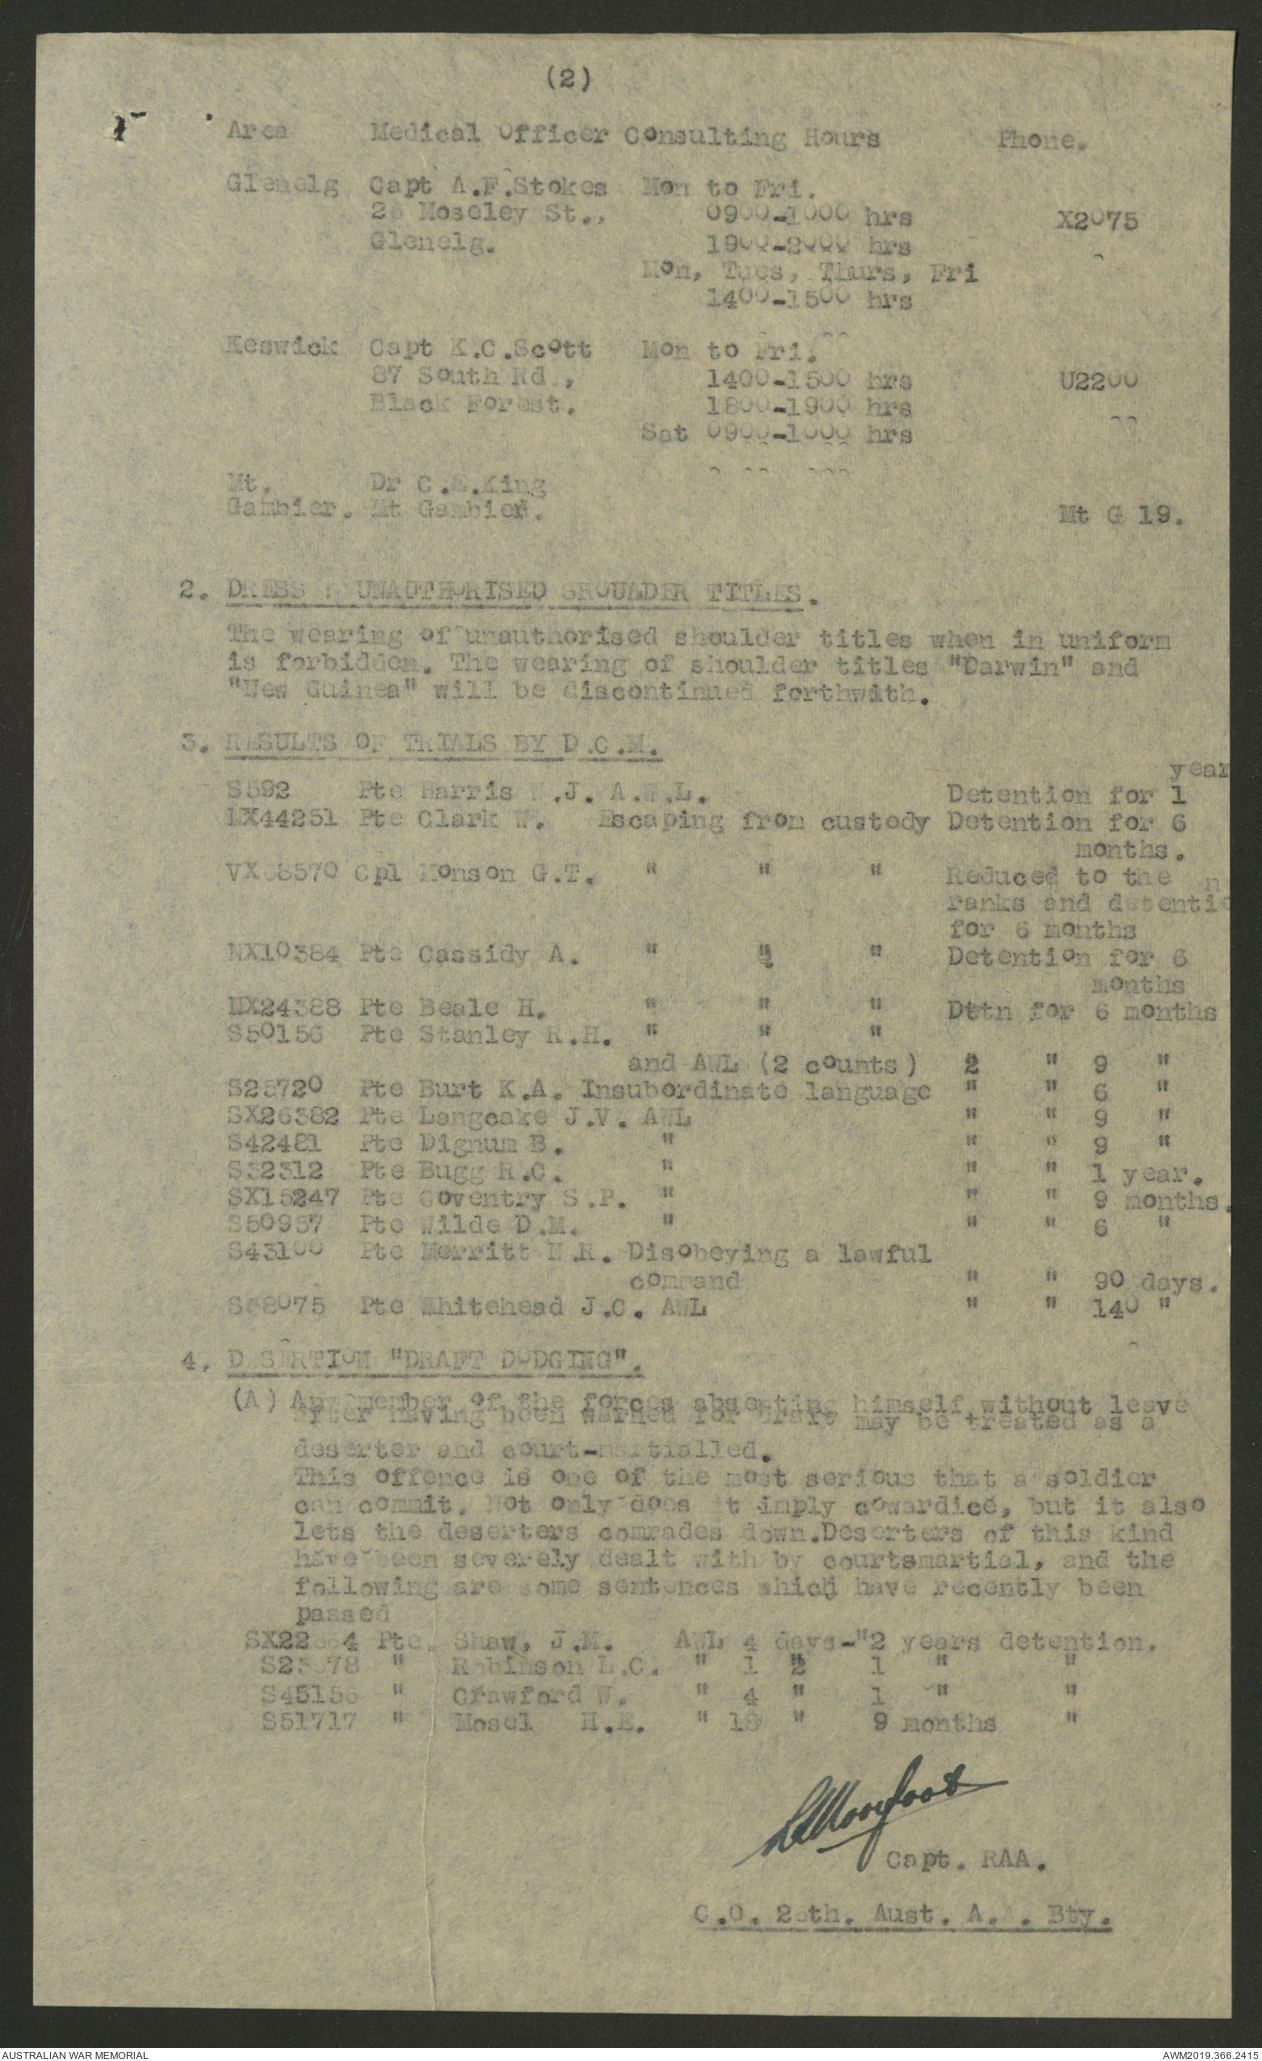 (2)
Area Medical Officer Consulting Hours Phone.
Glenelg Capt A.F.Stokes Mon to Fri.
Moseley St., 0900-1000 hrs X2075
Glenelg. 1900-2000 hrs
Mon, Tues, Thurs, Fri
1400-1500 hrs
Keswick Capt K.C.Scott Mon to Fri.
87 South Rd., 1400-1500 hrs U2200
Black Forest. 1800-1900 hrs
Sat 0900-1000 hrs
Mt. Dr C. King
Gambier. Mt Gambier.
Mt G 19.
2. DRESS : UNAUTHORISED SHOULDER TITLES.
The wearing of unauthorised shoulder titles when in uniform
is forbidden. The wearing of shoulder titles "Darwin" and
"New Guinea" will be discontinued forthwith.
3. RESULTS OF TRIALS BY D.C.M.
year
S592 Pte Harris .J. A.W.L. Detention for 1
NX44251 Pte Clark W. Escaping from custody Detention for 6
months.
Cpl Monson G.T. " " " Reduced to the n
ranks and detentio
for 6 months
NX10384 Pte Cassidy A. " " " Detention for 6
months
NX24388 Pte Beale H. " " " Dttn for 6 months
S50156 Pte Stanley R.H. " " "
and AWL (2 counts) " " 9 "
S25720 Pte Burt K.A. Insubordinate language " " 6 "
SX26382 Pte Langcake J.V. AWL " " 9 "
S42481 Pte Dignum B. " " " 9 "
S32312 Pte Bugg R.C. " " " 1 year.
SX15247 Pte Coventry S.P. " " " 9 months.
S50957 Pte Wilde D.M. " " " 6 "
S43100 Pte Merritt N.R. Disobeying a lawful
command " " 90 days.
Pte Whitehead J.C. AWL " " 140 "
4. DESERTION "DRAFT DODGING".
(A) Any member of the forces absenting himself without leave
after having been warned for draft may be treated as a
deserter and court-martialled.
This offence is one of the most serious that a soldier
can commit. Not only does it imply cowardice, but it also
lets the deserters comrades down.Deserters of this kind
have been severely dealt with by courtsmartial, and the
following are some sentences which have recently been
passed
Pte. Shaw, J.M. AWL 4 days-"2 years detention.
" Robinson L.C. " 1 " 1 " "
" Crawford W. " 4 " 1 " "
S51717 " Mosel H.E. " 18 " 9 months "
Capt. RAA.
C.O. Aust. A.A. Bty.
AUSTRALIAN WAR MEMORIAL AWM2019.366.2415